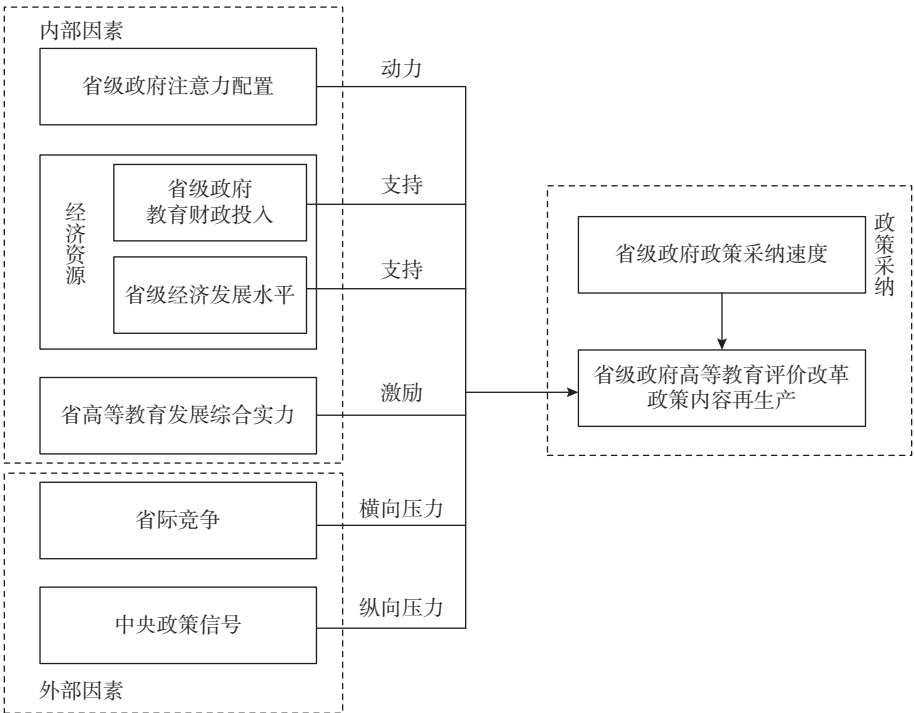 内部因素
省级政府注意力配置
动力
经济资源
省级政府
教育财政投入
支持
省级经济发展水平
支持
省高等教育发展综合实力
激励
省际竞争
横向压力
中央政策信号
纵向压力
外部因素
政策采纳
省级政府政策采纳速度
省级政府高等教育评价改革
政策内容再生产